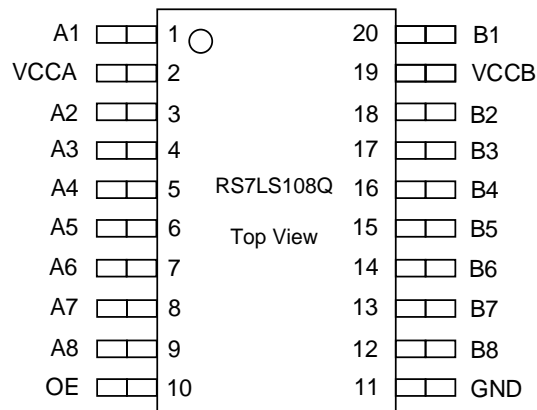 A1 1 20 B1
VCCA 2 19 VCCB
A2 3 18 B2
A3 4 17 B3
A4 5 RS7LS108Q 16 B4
A5 6 Top View 15 B5
A6 7 14 B6
A7 8 13 B7
A8 9 12 B8
OE 10 11 GND